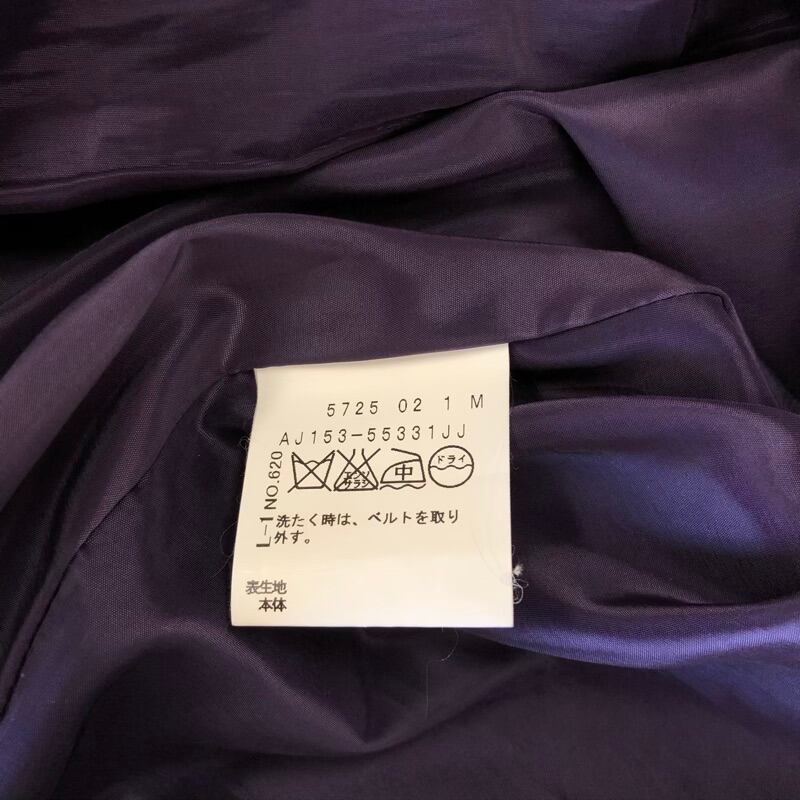 5725 02 1 M
AJ153-55331JJ
エンソ
サラシ
中
ドライ
L-1 NO.620
洗たく時は、ベルトを取り
外す。
表生地
本体